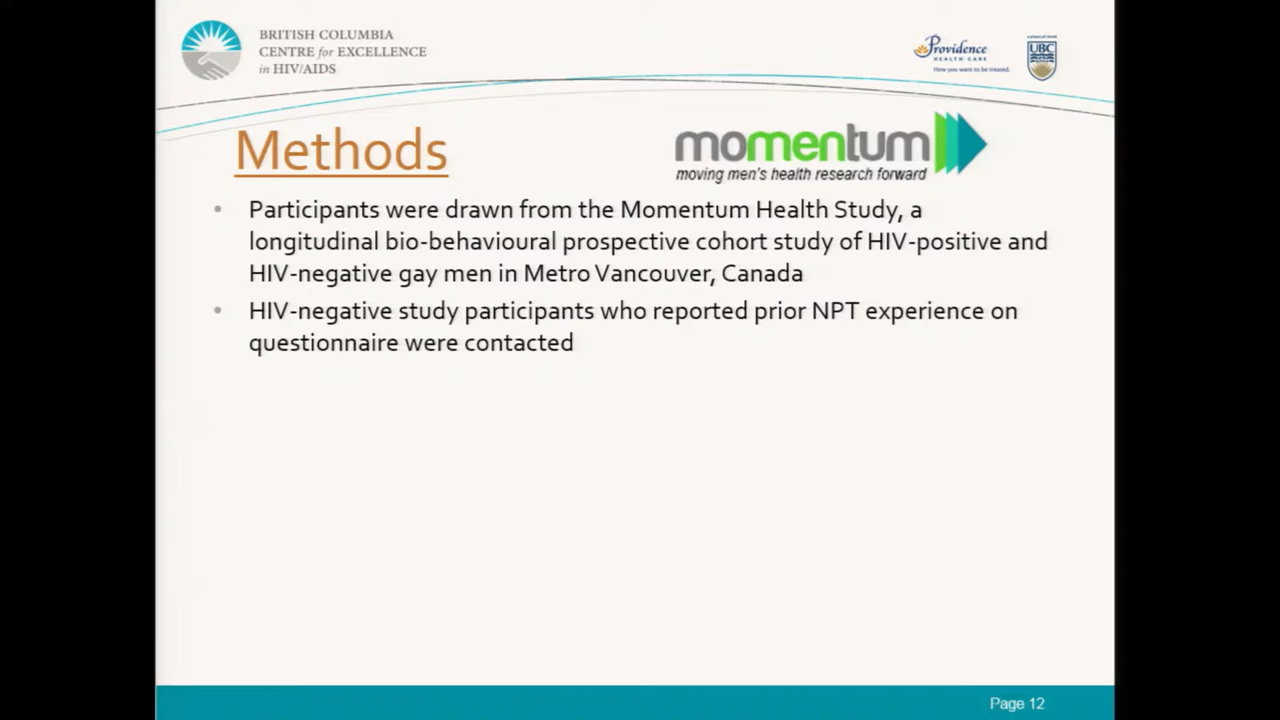 BRITISH COLUMBIA
CENTRE for EXCELLENCE
in HIV/AIDS
Providence
HEALTH CARE
How you want to be treated.
UBC
Methods
momentum
moving men's health research forward
• Participants were drawn from the Momentum Health Study, a
longitudinal bio-behavioural prospective cohort study of HIV-positive and
HIV-negative gay men in Metro Vancouver, Canada
• HIV-negative study participants who reported prior NPT experience on
questionnaire were contacted
Page 12